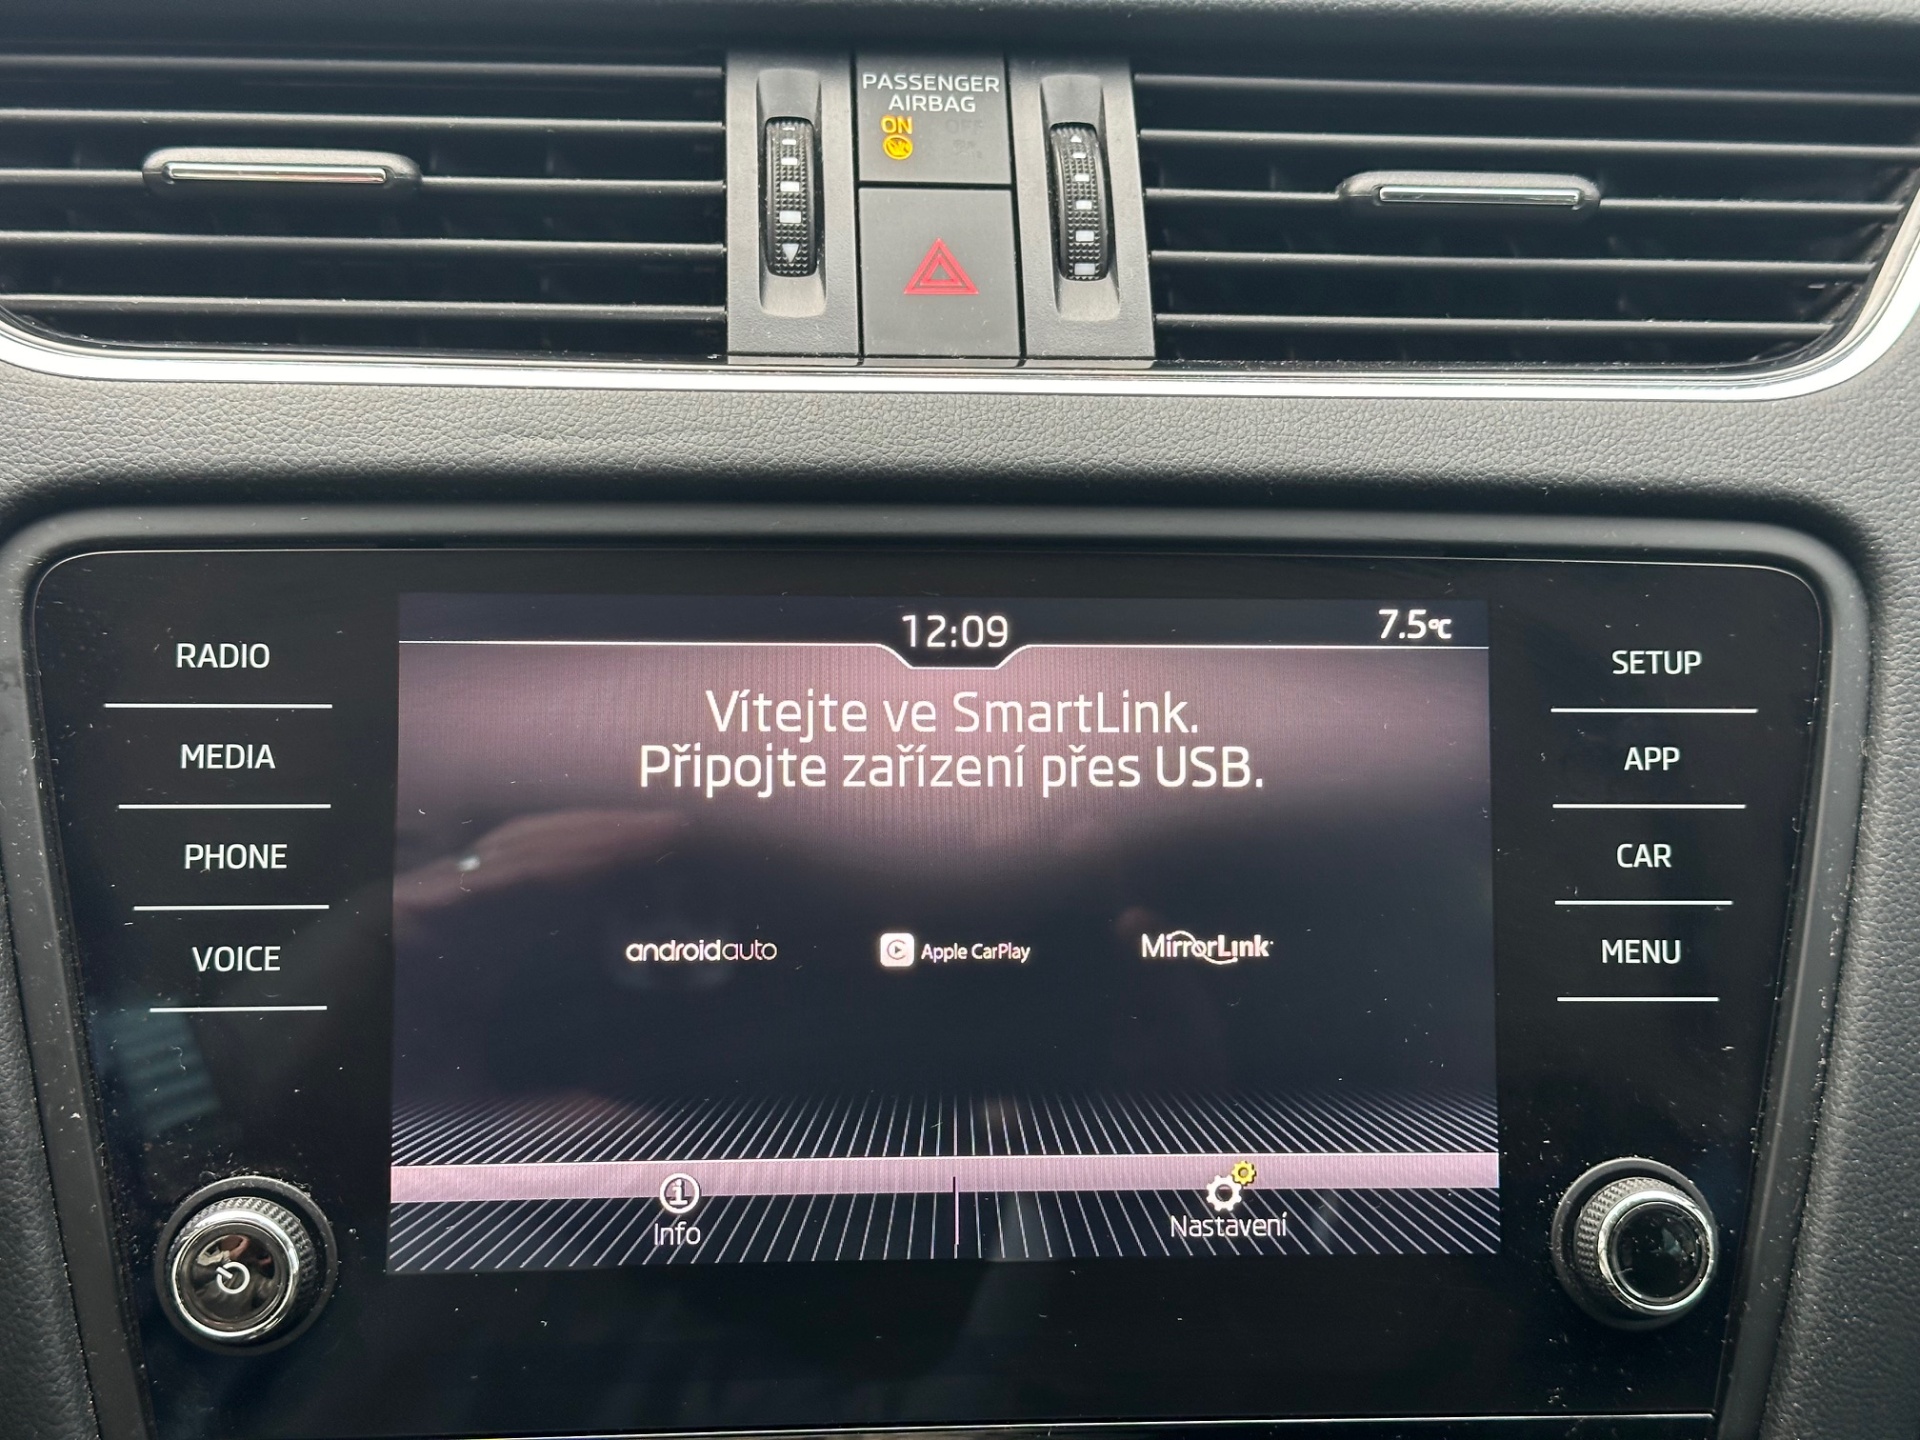 PASSENGER
AIRBAG
ON OFF
12:09
7.5°C
RADIO
MEDIA
PHONE
VOICE
Vítejte ve SmartLink.
Připojte zařízení přes USB.
androidauto
Apple CarPlay
MirrorLink
Info
Nastavení
SETUP
APP
CAR
MENU